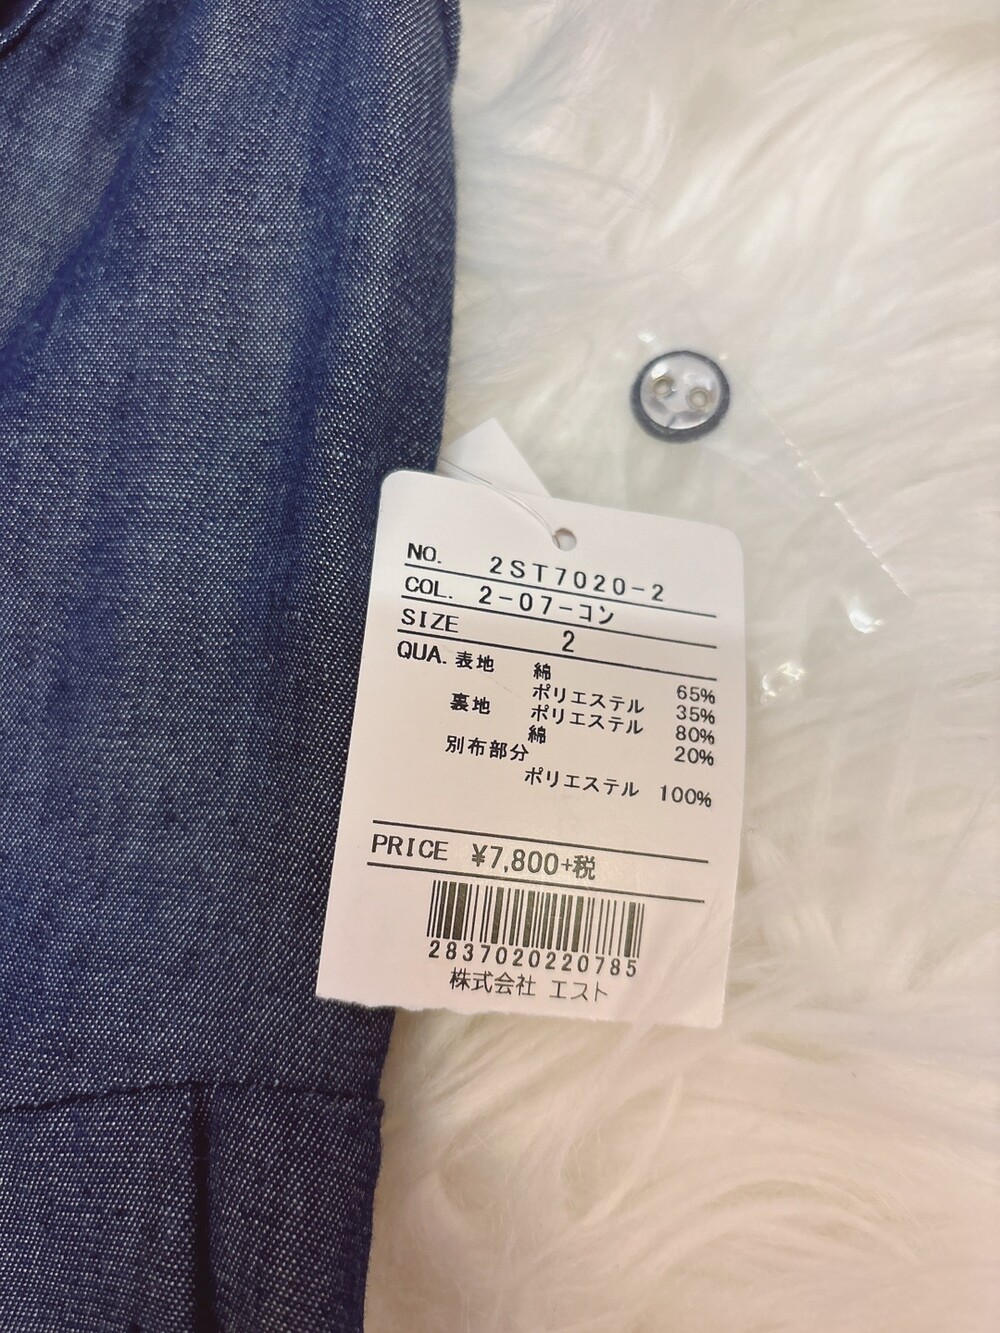 NO. 2ST7020-2
COL. 2-07-コン
SIZE 2
QUA. 表地 綿 65%
ポリエステル 35%
裏地 ポリエステル 80%
綿 20%
別布部分
ポリエステル 100%
PRICE ¥7,800+税
2837020220785
株式会社 エスト